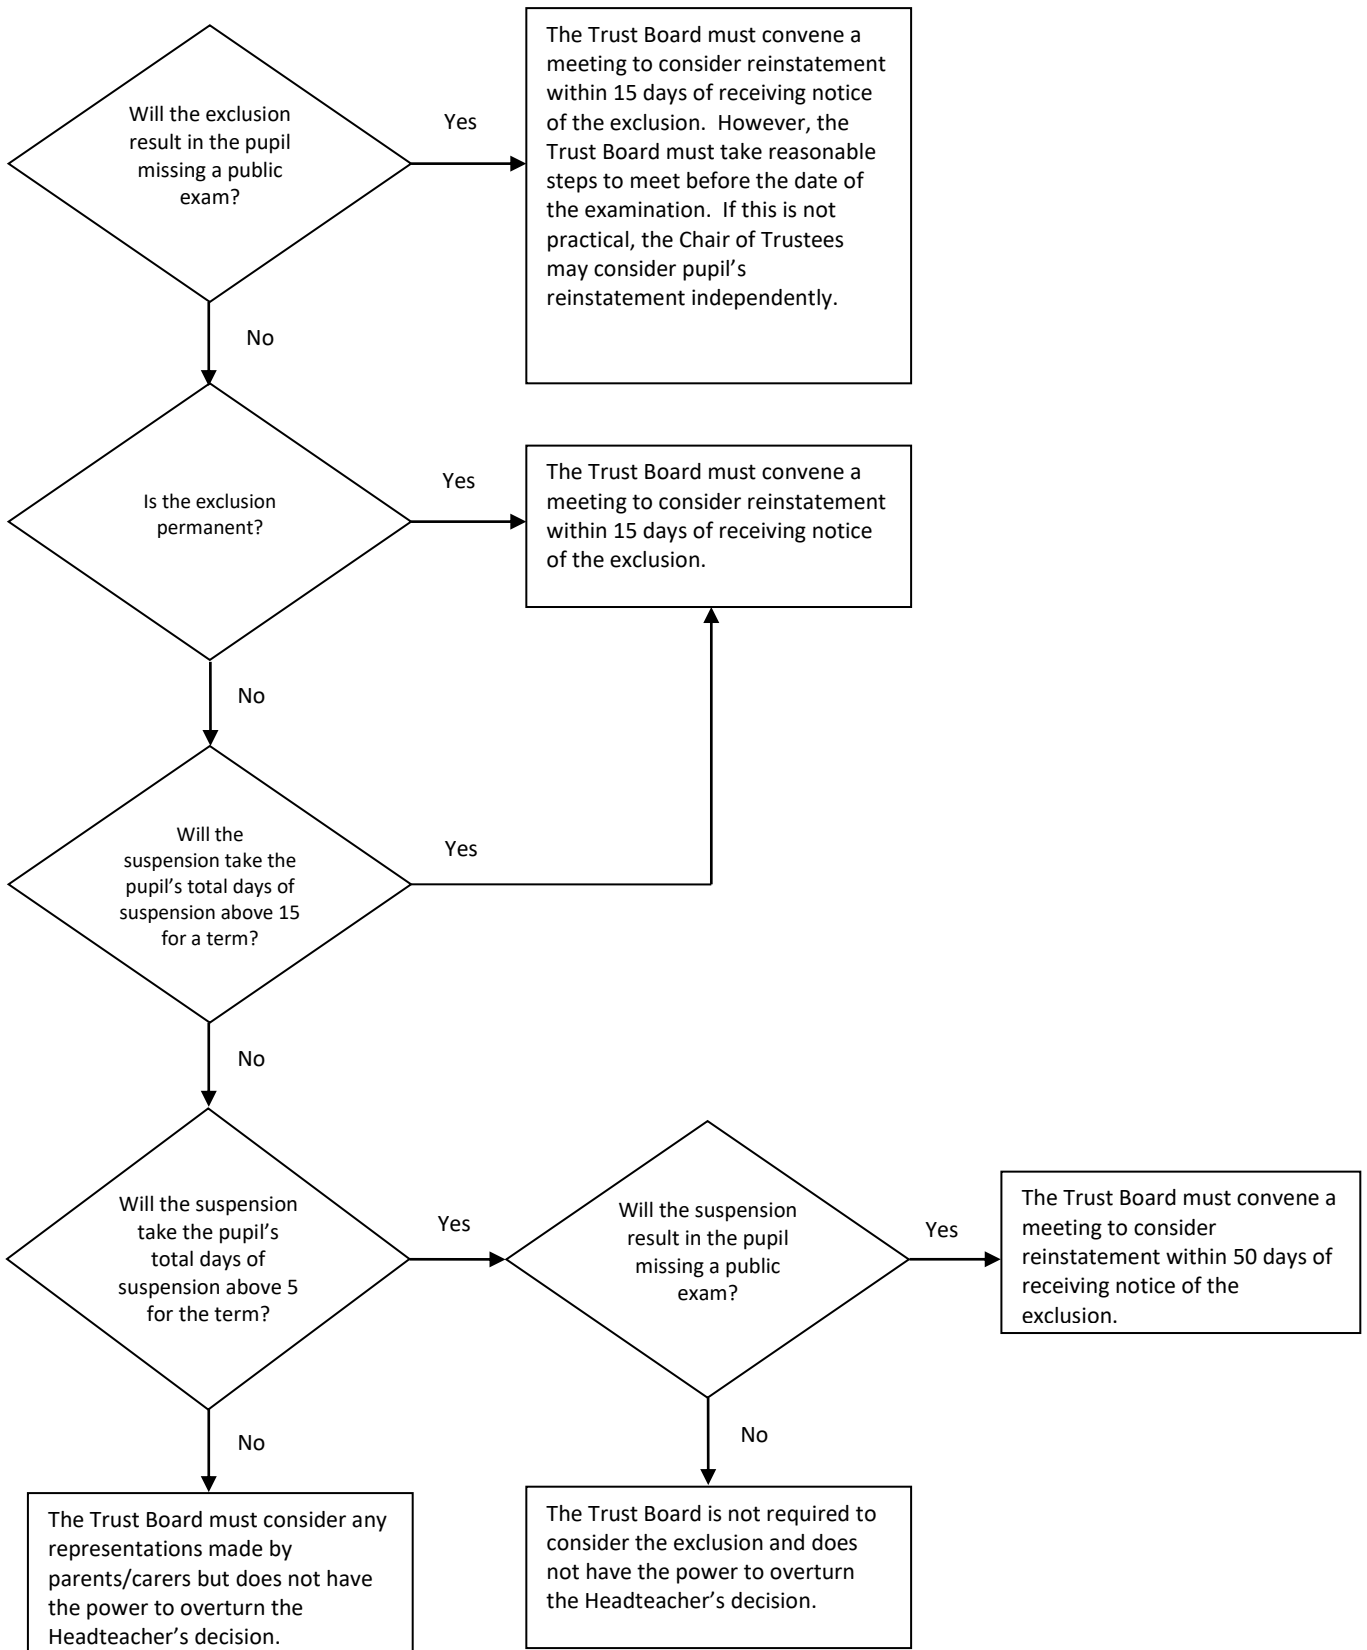 Will the exclusion
result in the pupil
missing a public
exam?
Yes
The Trust Board must convene a
meeting to consider reinstatement
within 15 days of receiving notice
of the exclusion.  However, the
Trust Board must take reasonable
steps to meet before the date of
the examination.  If this is not
practical, the Chair of Trustees
may consider pupil’s
reinstatement independently.
No
Is the exclusion
permanent?
Yes
The Trust Board must convene a
meeting to consider reinstatement
within 15 days of receiving notice
of the exclusion.
No
Will the
suspension take the
pupil’s total days of
suspension above 15
for a term?
Yes
No
Will the suspension
take the pupil’s
total days of
suspension above 5
for the term?
Yes
Will the suspension
result in the pupil
missing a public
exam?
Yes
The Trust Board must convene a
meeting to consider
reinstatement within 50 days of
receiving notice of the
exclusion.
No
The Trust Board must consider any
representations made by
parents/carers but does not have
the power to overturn the
Headteacher’s decision.
No
The Trust Board is not required to
consider the exclusion and does
not have the power to overturn
the Headteacher’s decision.